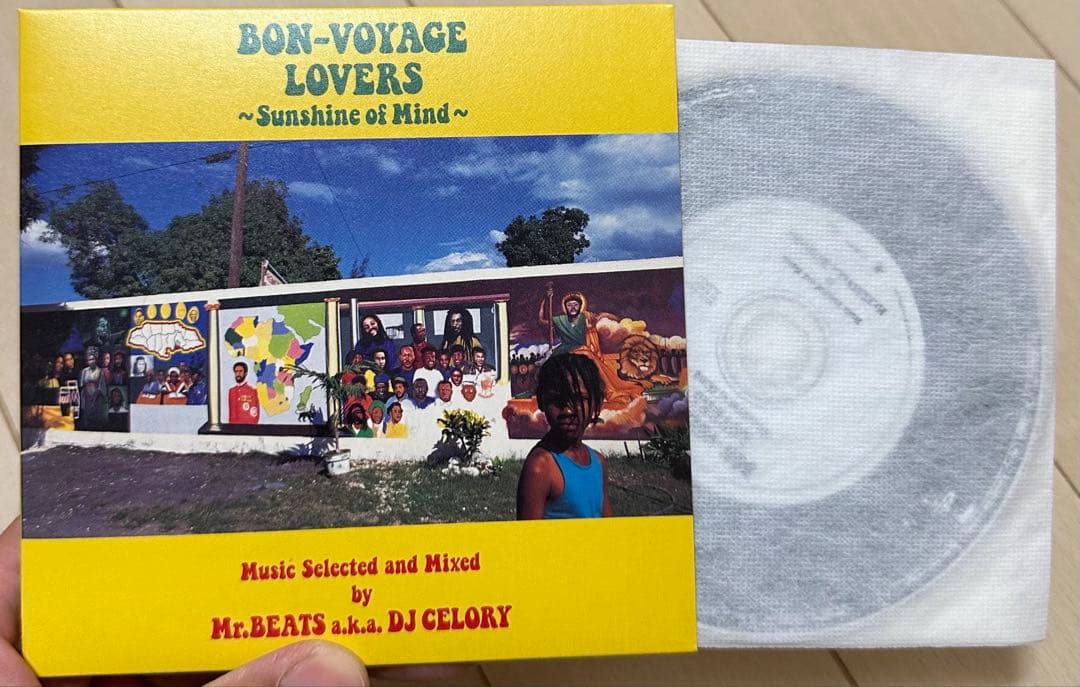 BON-VOYAGE
LOVERS
~Sunshine of Mind~
Music Selected and Mixed
by
Mr.BEATS a.k.a. DJ CELORY